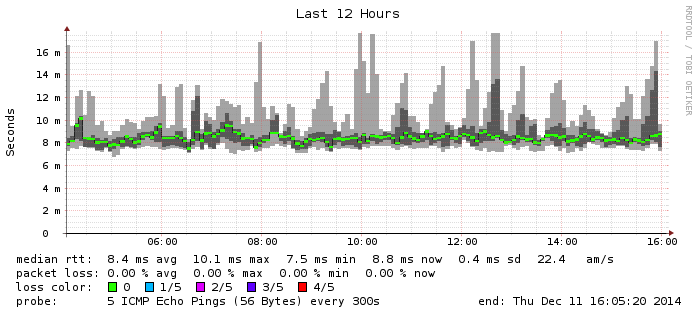 Last 12 Hours
RRDTOOL / TOBI OETIKER
Seconds
16 m
14 m
12 m
10 m
8 m
6 m
4 m
2 m
0
06:00 08:00 10:00 12:00 14:00 16:00
median rtt: 8.4 ms avg 10.1 ms max 7.5 ms min 8.8 ms now 0.4 ms sd 22.4 am/s
packet loss: 0.00 % avg 0.00 % max 0.00 % min 0.00 % now
loss color: 0 1/5 2/5 3/5 4/5
probe: 5 ICMP Echo Pings (56 Bytes) every 300s end: Thu Dec 11 16:05:20 2014